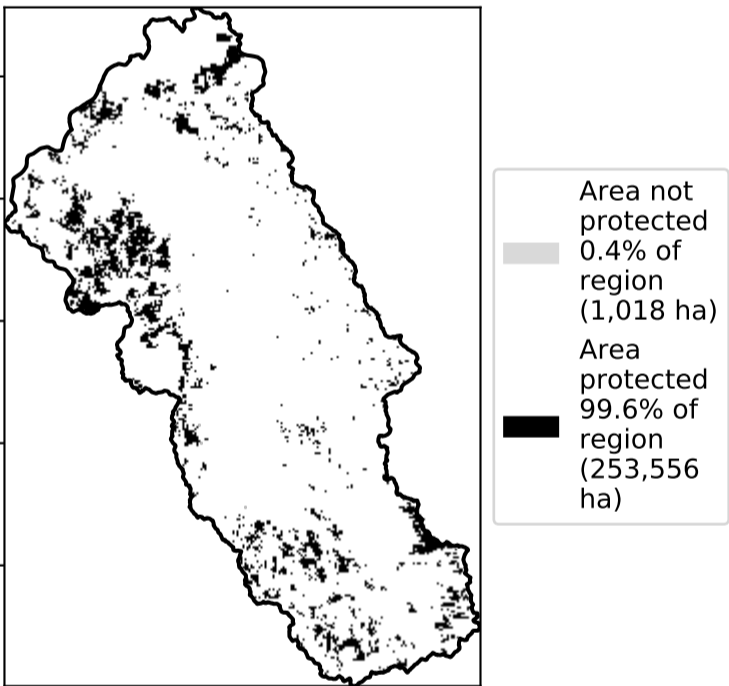 Area not
protected
0.4% of
region
(1,018 ha)
Area
protected
99.6% of
region
(253,556
ha)